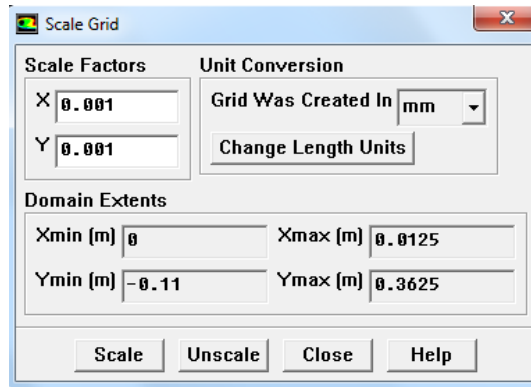 Scale Grid
Scale Factors
X 0.001
Y 0.001
Unit Conversion
Grid Was Created In mm
Change Length Units
Domain Extents
Xmin (m) 0 Xmax (m) 0.0125
Ymin (m) -0.11 Ymax (m) 0.3625
Scale Unscale Close Help